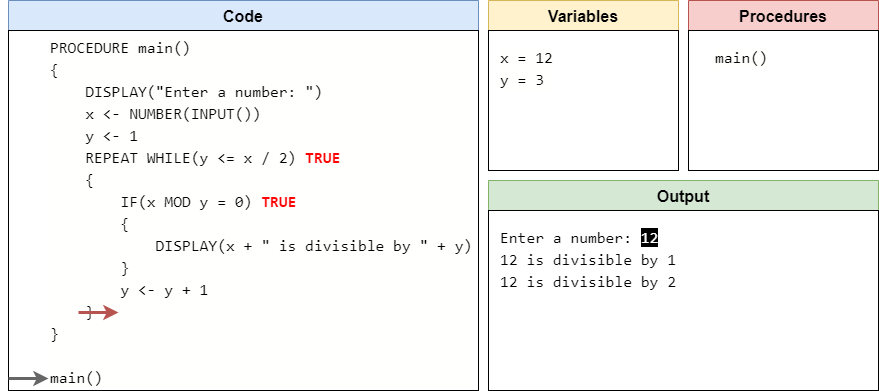 Code
PROCEDURE main()
{
DISPLAY("Enter a number: ")
x <- NUMBER(INPUT())
y <- 1
REPEAT WHILE(y <= x / 2) TRUE
{
IF(x MOD y = 0) TRUE
{
DISPLAY(x + " is divisible by " + y)
}
y <- y + 1
}
}
main()
Variables
x = 12
y = 3
Procedures
main()
Output
Enter a number: 12
12 is divisible by 1
12 is divisible by 2